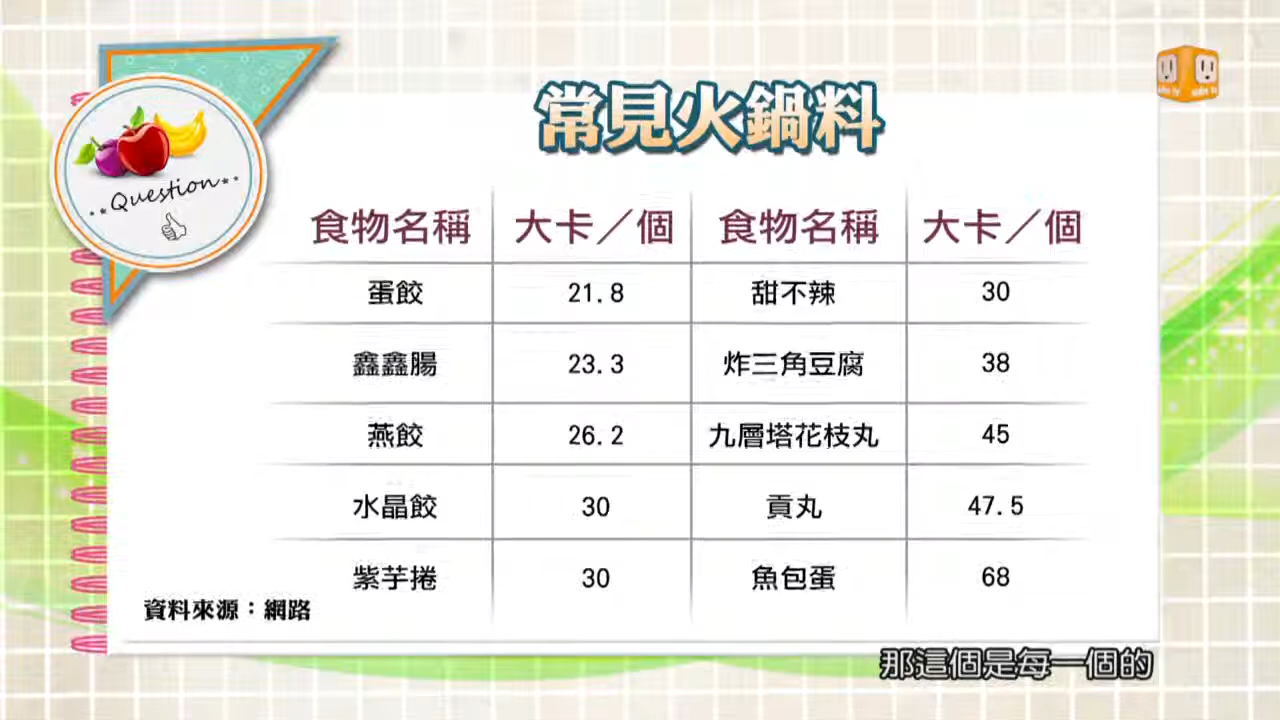 常見火鍋料
Question
食物名稱 大卡／個 食物名稱 大卡／個
蛋餃 21.8 甜不辣 30
鑫鑫腸 23.3 炸三角豆腐 38
燕餃 26.2 九層塔花枝丸 45
水晶餃 30 貢丸 47.5
紫芋捲 30 魚包蛋 68
資料來源：網路
那這個是每一個的